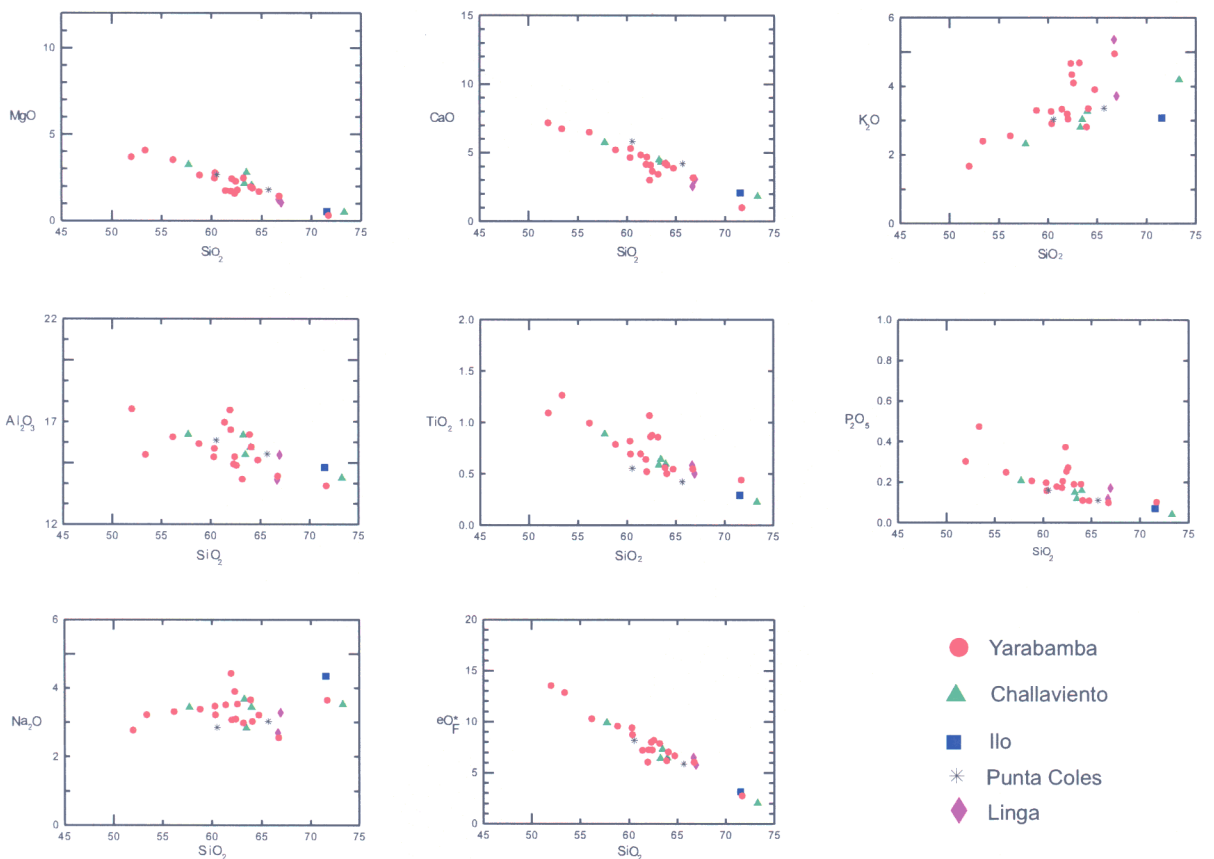 10
5
0
MgO
45 50 55 60 65 70 75
SiO2
15
10
5
0
CaO
45 50 55 60 65 70 75
SiO2
6
4
2
0
K2O
45 50 55 60 65 70 75
SiO2
22
17
12
Al2O3
45 50 55 60 65 70 75
SiO2
2.0
1.5
1.0
0.5
0.0
TiO2
45 50 55 60 65 70 75
SiO2
1.0
0.8
0.6
0.4
0.2
0.0
P2O5
45 50 55 60 65 70 75
SiO2
6
4
2
0
Na2O
45 50 55 60 65 70 75
SiO2
20
15
10
5
0
eO*F
45 50 55 60 65 70 75
SiO2
Yarabamba
Challaviento
Ilo
Punta Coles
Linga